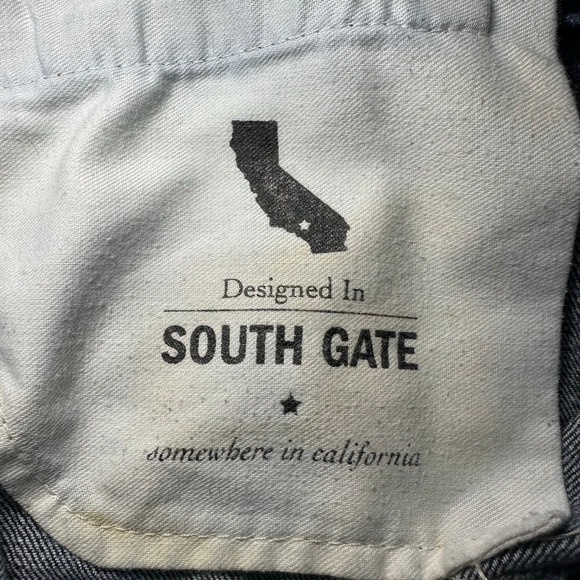 Designed In
SOUTH GATE
somewhere in california